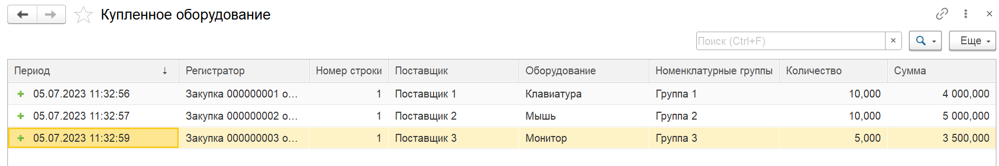 Купленное оборудование
Поиск (Ctrl+F)
Еще
Период Регистратор Номер строки Поставщик Оборудование Номенклатурные группы Количество Сумма
05.07.2023 11:32:56 Закупка 000000001 о... 1 Поставщик 1 Клавиатура Группа 1 10,000 4 000,000
05.07.2023 11:32:57 Закупка 000000002 о... 1 Поставщик 2 Мышь Группа 2 10,000 5 000,000
05.07.2023 11:32:59 Закупка 000000003 о... 1 Поставщик 3 Монитор Группа 3 5,000 3 500,000